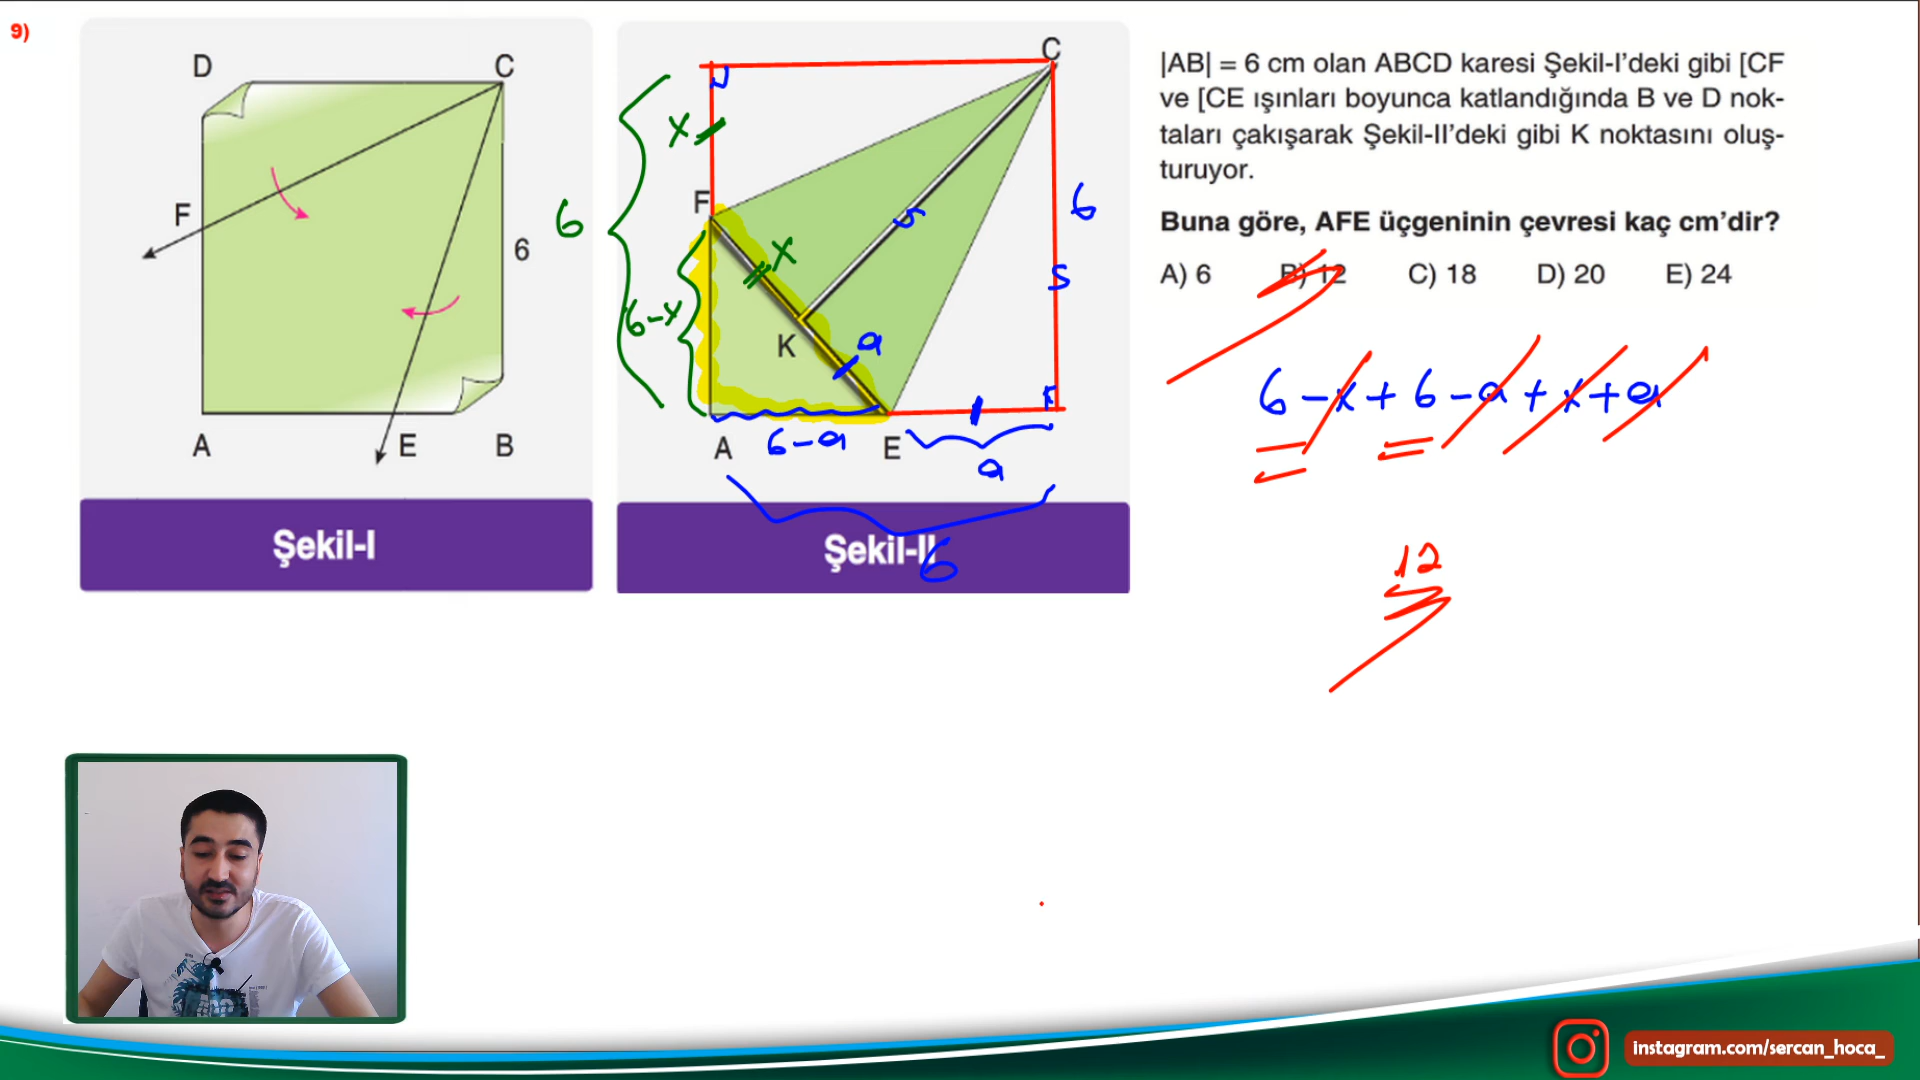 9)
D
C
F
6
A
E
B
Şekil-I
C
x
F
6
x
6
5
5
6-x
K
a
A
6-a
E
a
6
Şekil-II
|AB| = 6 cm olan ABCD karesi Şekil-I'deki gibi [CF
ve [CE ışınları boyunca katlandığında B ve D nok-
taları çakışarak Şekil-II'deki gibi K noktasını oluş-
turuyor.
Buna göre, AFE üçgeninin çevresi kaç cm'dir?
A) 6 B) 12 C) 18 D) 20 E) 24
6-x+6-a+x+a
12
instagram.com/sercan_hoca_